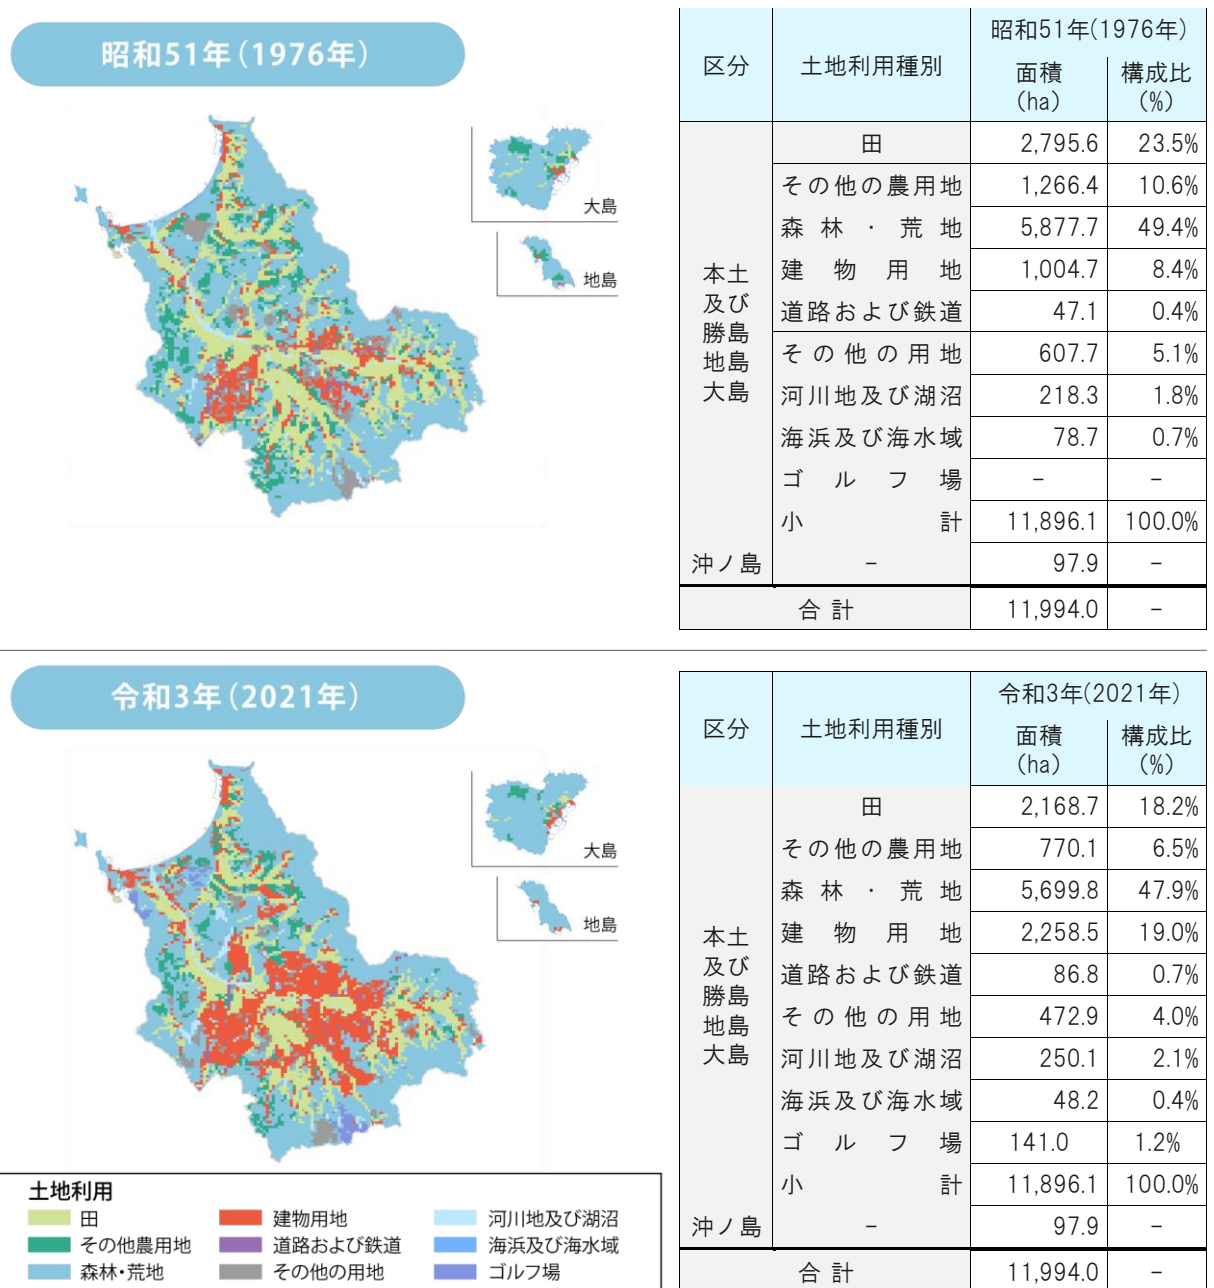 昭和51年(1976年)
大島
地島
区分 土地利用種別 昭和51年(1976年)
面積(ha) 構成比(%)
本土及び勝島地島大島
田 2,795.6 23.5%
その他の農用地 1,266.4 10.6%
森林・荒地 5,877.7 49.4%
建物用地 1,004.7 8.4%
道路および鉄道 47.1 0.4%
その他の用地 607.7 5.1%
河川地及び湖沼 218.3 1.8%
海浜及び海水域 78.7 0.7%
ゴルフ場 － －
小計 11,896.1 100.0%
沖ノ島 － 97.9 －
合計 11,994.0 －
令和3年(2021年)
大島
地島
区分 土地利用種別 令和3年(2021年)
面積(ha) 構成比(%)
本土及び勝島地島大島
田 2,168.7 18.2%
その他の農用地 770.1 6.5%
森林・荒地 5,699.8 47.9%
建物用地 2,258.5 19.0%
道路および鉄道 86.8 0.7%
その他の用地 472.9 4.0%
河川地及び湖沼 250.1 2.1%
海浜及び海水域 48.2 0.4%
ゴルフ場 141.0 1.2%
小計 11,896.1 100.0%
沖ノ島 － 97.9 －
合計 11,994.0 －
土地利用
田 建物用地 河川地及び湖沼
その他農用地 道路および鉄道 海浜及び海水域
森林・荒地 その他の用地 ゴルフ場